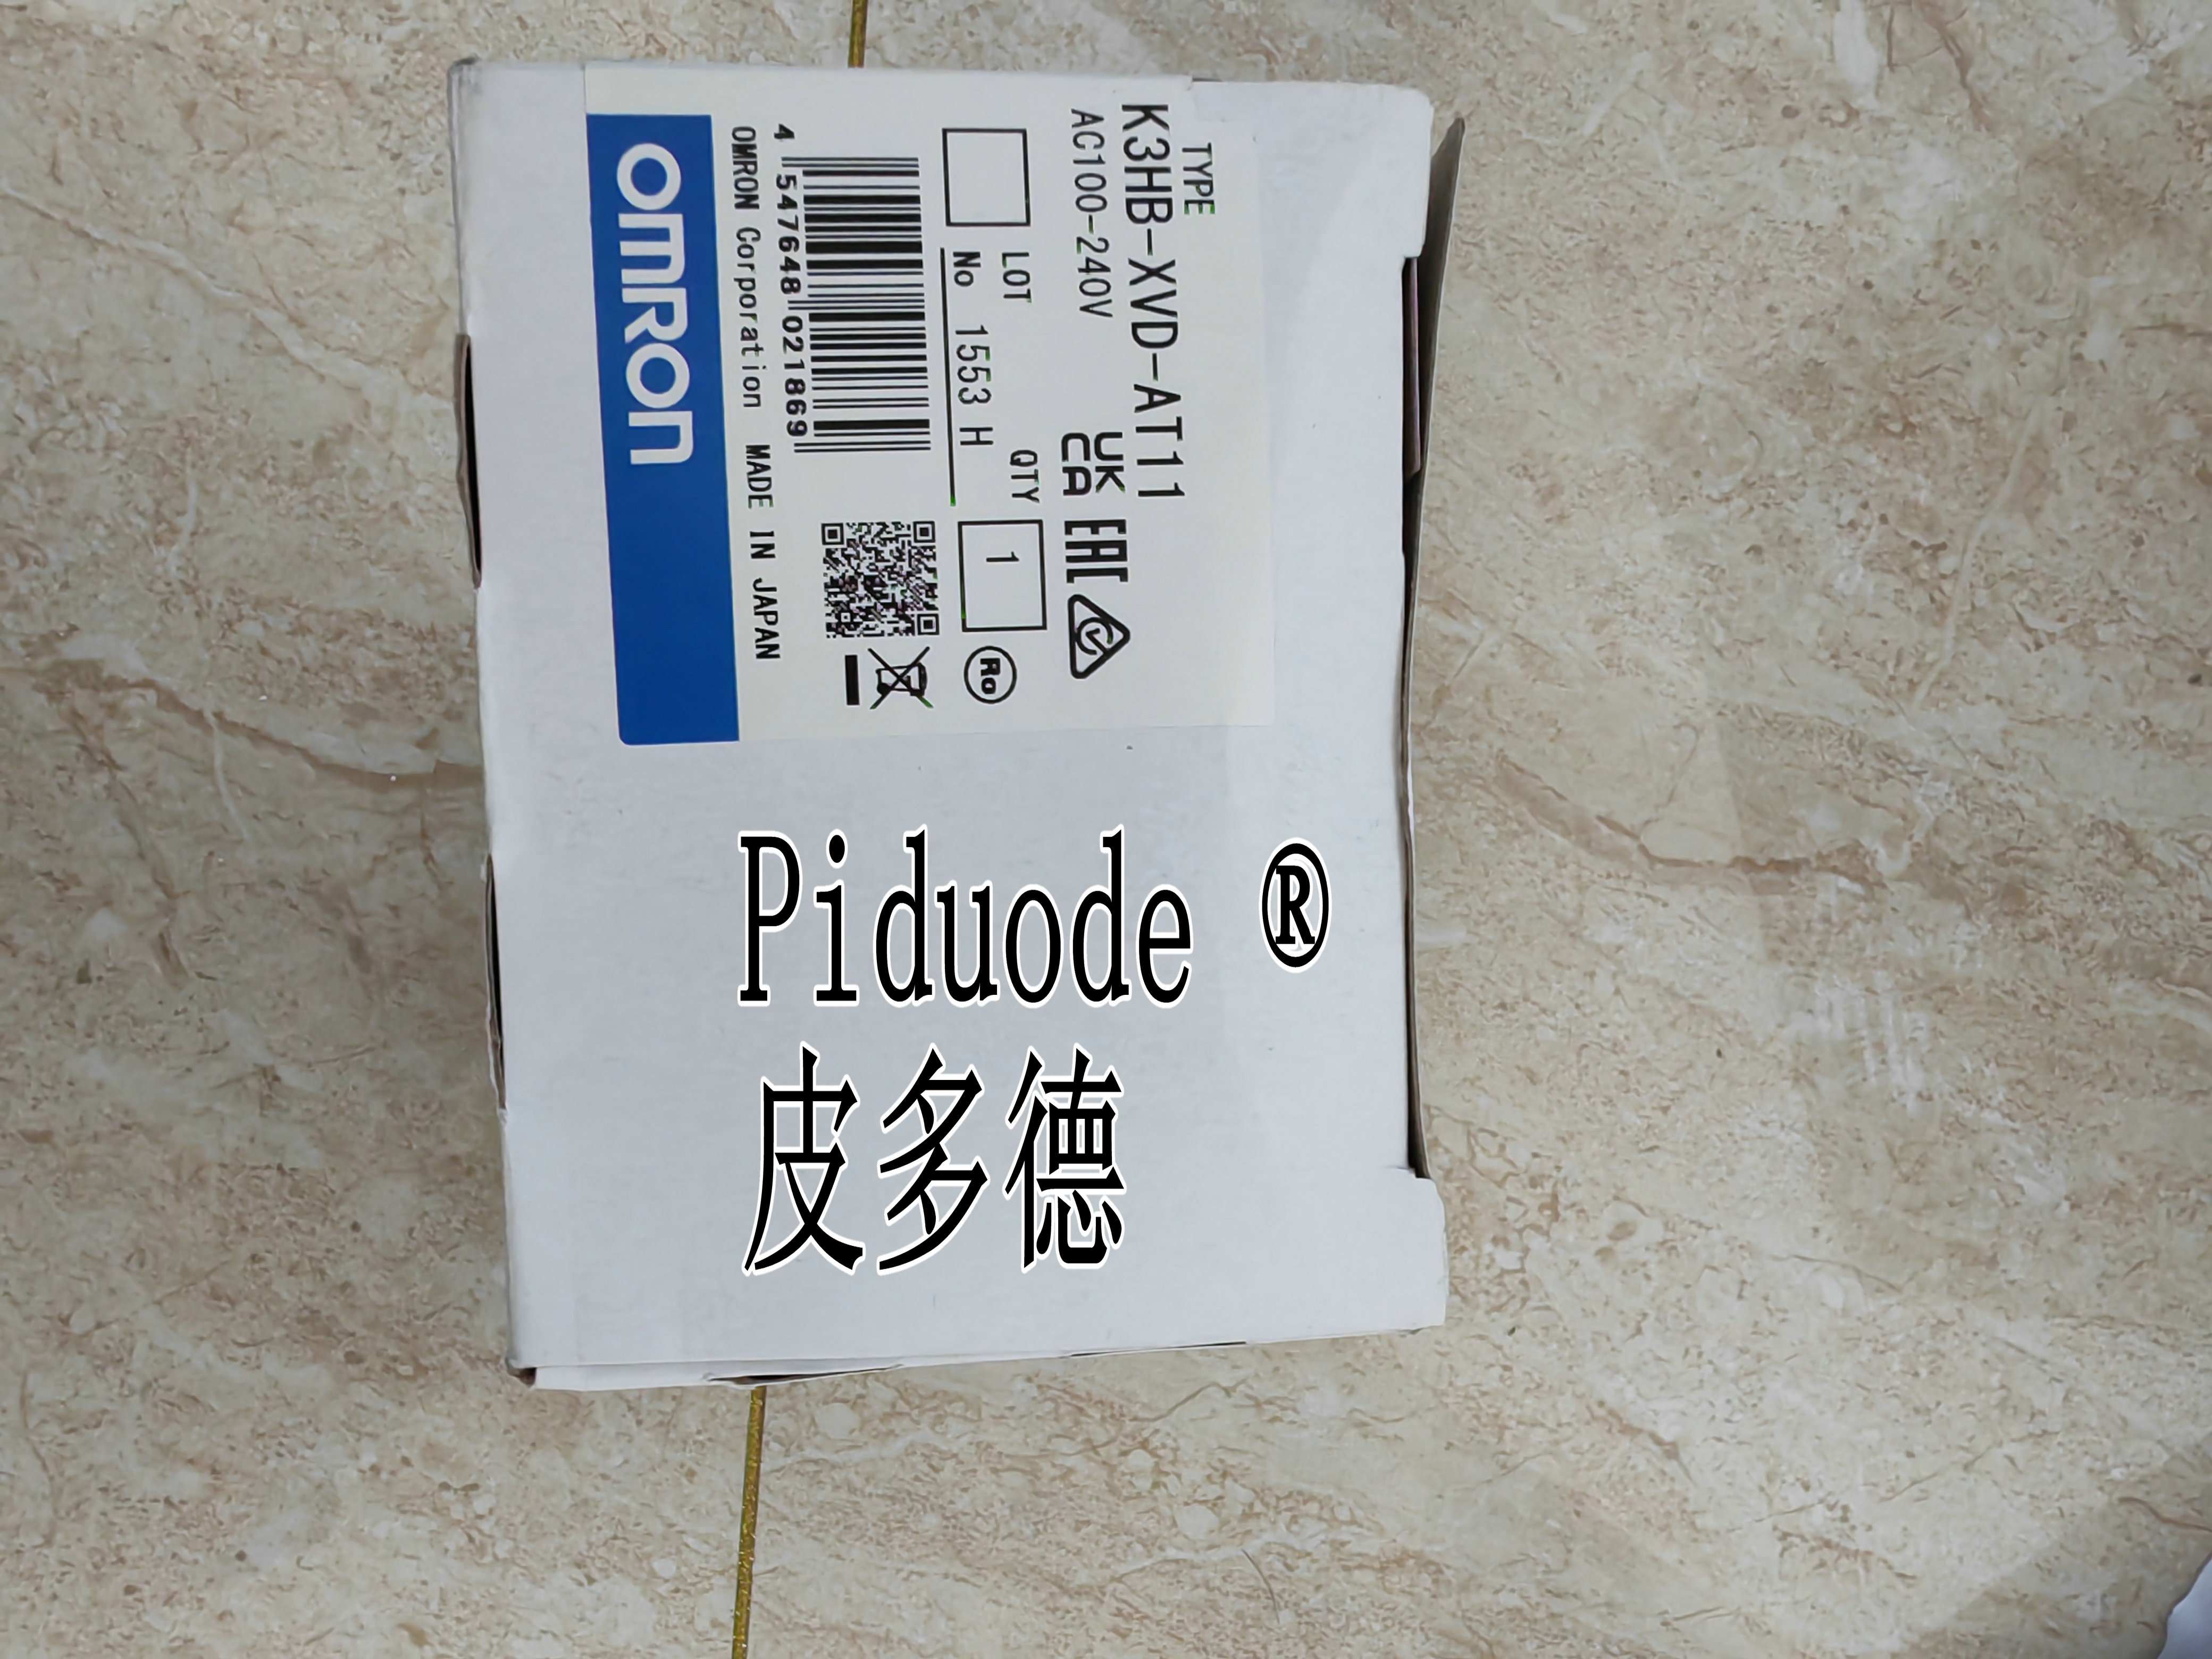 TYPE
K3HB-XVD-AT11
AC100-240V
UK
CA
EAC
LOT
No 1553 H
QTY
1
Ro
4 547648 021869
OMRON Corporation MADE IN JAPAN
OMRON
Piduode ®
皮多德